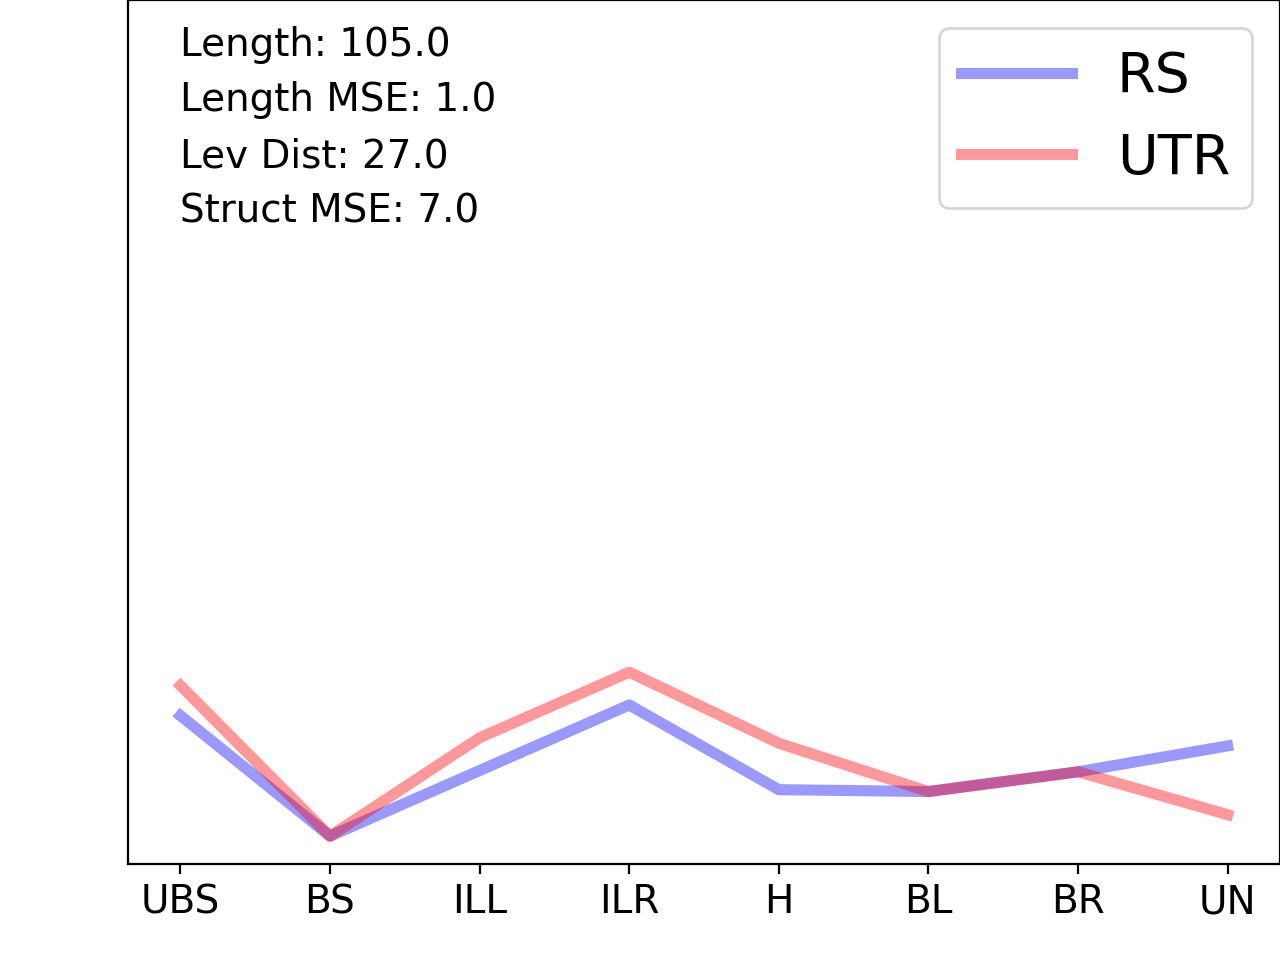 Length: 105.0
Length MSE: 1.0
Lev Dist: 27.0
Struct MSE: 7.0
RS
UTR
UBS BS ILL ILR H BL BR UN